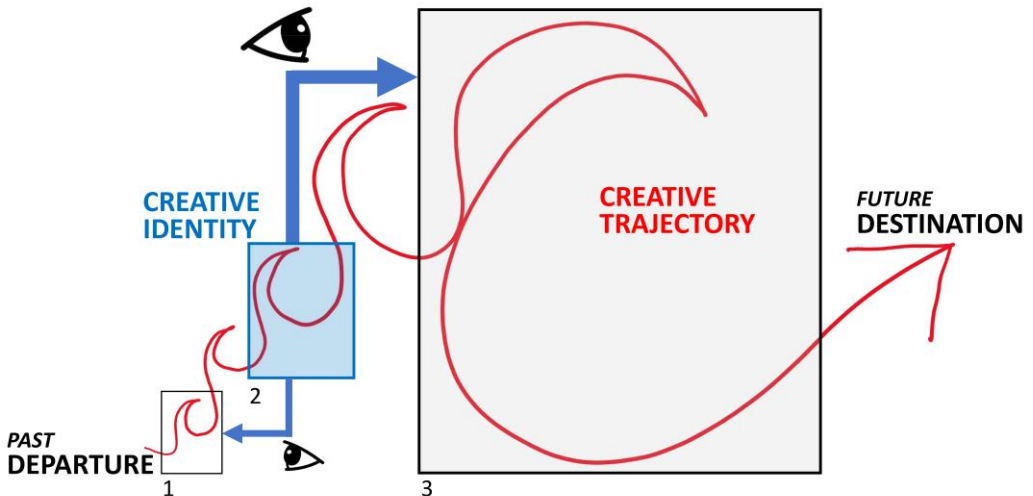 CREATIVE
IDENTITY
CREATIVE
TRAJECTORY
FUTURE
DESTINATION
2
PAST
DEPARTURE
1
3